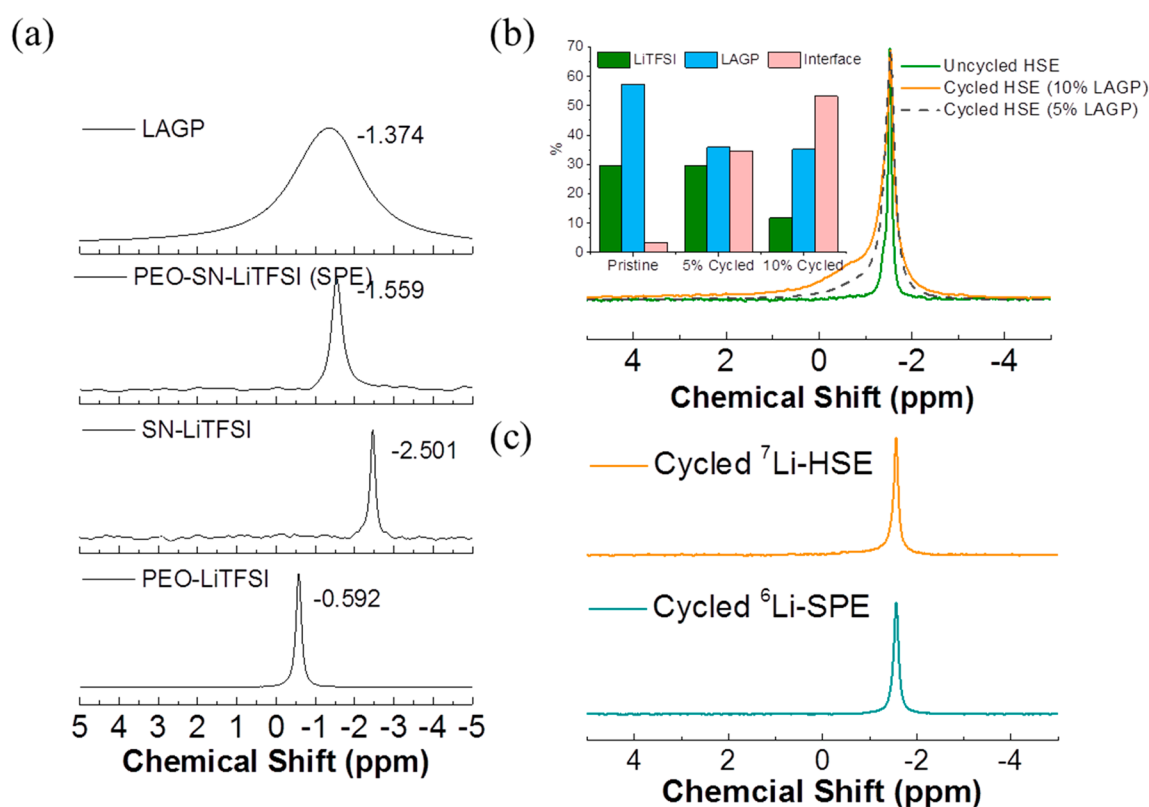 (a)
LAGP
-1.374
PEO-SN-LiTFSI (SPE)
-1.559
SN-LiTFSI
-2.501
PEO-LiTFSI
-0.592
5 4 3 2 1 0 -1 -2 -3 -4 -5
Chemical Shift (ppm)
(b)
70
60
50
40
30
20
10
0
%
LiTFSI LAGP Interface
Pristine 5% Cycled 10% Cycled
Uncycled HSE
Cycled HSE (10% LAGP)
Cycled HSE (5% LAGP)
4 2 0 -2 -4
Chemical Shift (ppm)
(c)
Cycled ⁷Li-HSE
Cycled ⁶Li-SPE
4 2 0 -2 -4
Chemcial Shift (ppm)